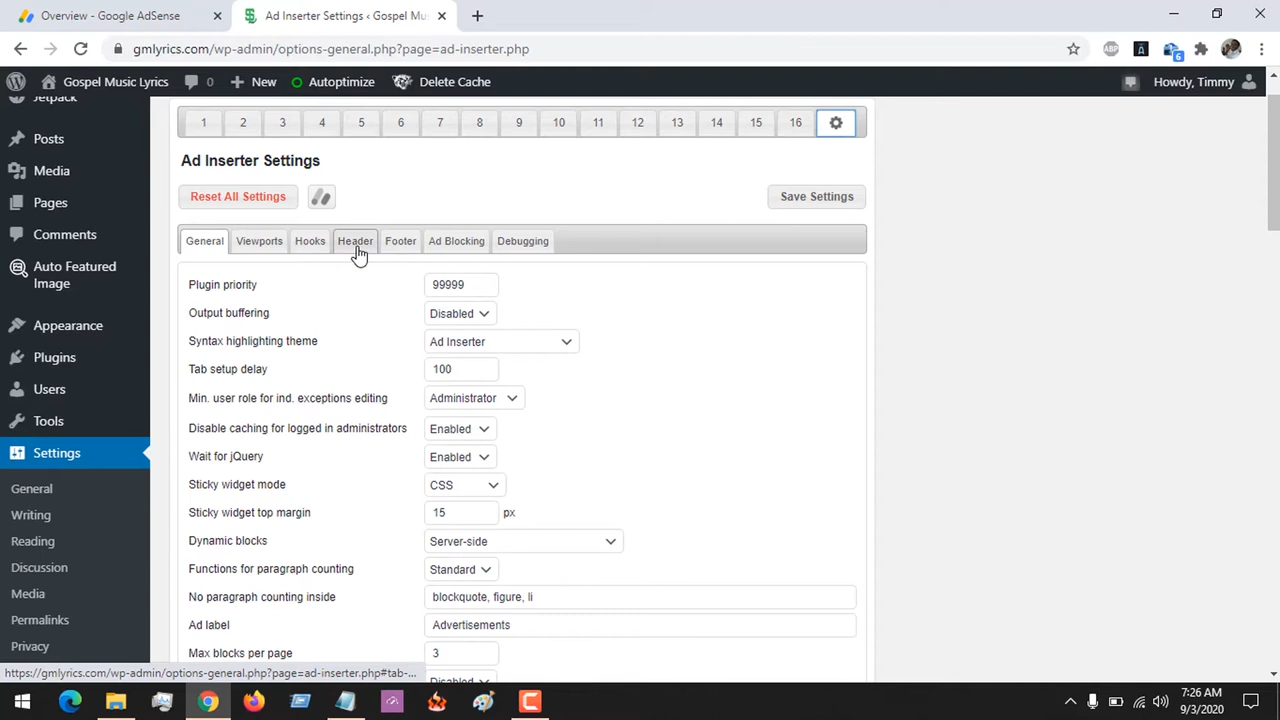 Overview - Google AdSense
Ad Inserter Settings ‹ Gospel Mu
gmlyrics.com/wp-admin/options-general.php?page=ad-inserter.php
ABP
6
Gospel Music Lyrics 0 New Autoptimize Delete Cache Howdy, Timmy
Jetpack
Posts
Media
Pages
Comments
Auto Featured
Image
Appearance
Plugins
Users
Tools
Settings
General
Writing
Reading
Discussion
Media
Permalinks
Privacy
1 2 3 4 5 6 7 8 9 10 11 12 13 14 15 16
Ad Inserter Settings
Reset All Settings Save Settings
General Viewports Hooks Header Footer Ad Blocking Debugging
Plugin priority 99999
Output buffering Disabled
Syntax highlighting theme Ad Inserter
Tab setup delay 100
Min. user role for ind. exceptions editing Administrator
Disable caching for logged in administrators Enabled
Wait for jQuery Enabled
Sticky widget mode CSS
Sticky widget top margin 15 px
Dynamic blocks Server-side
Functions for paragraph counting Standard
No paragraph counting inside blockquote, figure, li
Ad label Advertisements
Max blocks per page 3
Disabled
https://gmlyrics.com/wp-admin/options-general.php?page=ad-inserter.php#tab-...
7:26 AM
9/3/2020